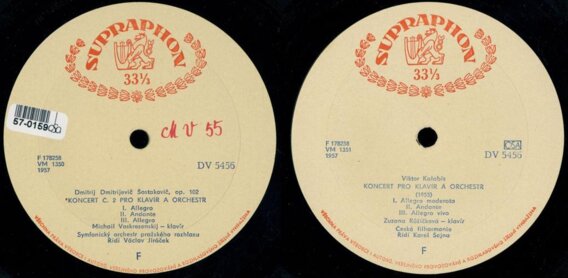 SUPRAPHON
33⅓
57-0159
M V 55
F 178258
VM 1350
1957
DV 5456
Dmitrij Dmitrijevič Šostakovič, op. 102
*KONCERT Č. 2 PRO KLAVÍR A ORCHESTR
I. Allegro
II. Andante
III. Allegro
Michail Voskresenskij – klavír
Symfonický orchestr pražského rozhlasu
Řídí Václav Jiráček
F
SUPRAPHON
33⅓
F 178258
VM 1351
1957
ČSA
DV 5456
Viktor Kalabis
KONCERT PRO KLAVÍR A ORCHESTR
(1955)
I. Allegro moderato
II. Andante
III. Allegro vivo
Zuzana Růžičková – klavír
Česká filharmonie
Řídí Karel Šejna
F